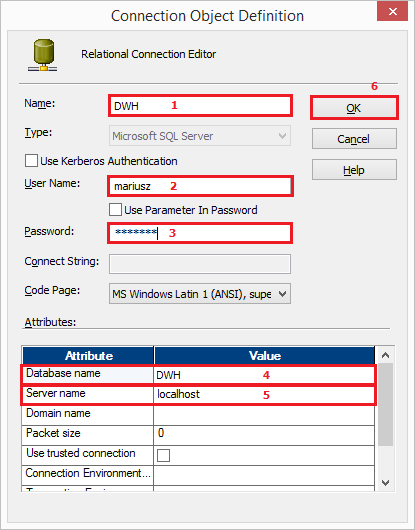 Connection Object Definition
Relational Connection Editor
6
Name: DWH 1 OK
Type: Microsoft SQL Server Cancel
Use Kerberos Authentication Help
User Name: mariusz 2
Use Parameter In Password
Password: ******* 3
Connect String:
Code Page: MS Windows Latin 1 (ANSI), supe
Attributes:
Attribute Value
Database name DWH 4
Server name localhost 5
Domain name
Packet size 0
Use trusted connection
Connection Environment...